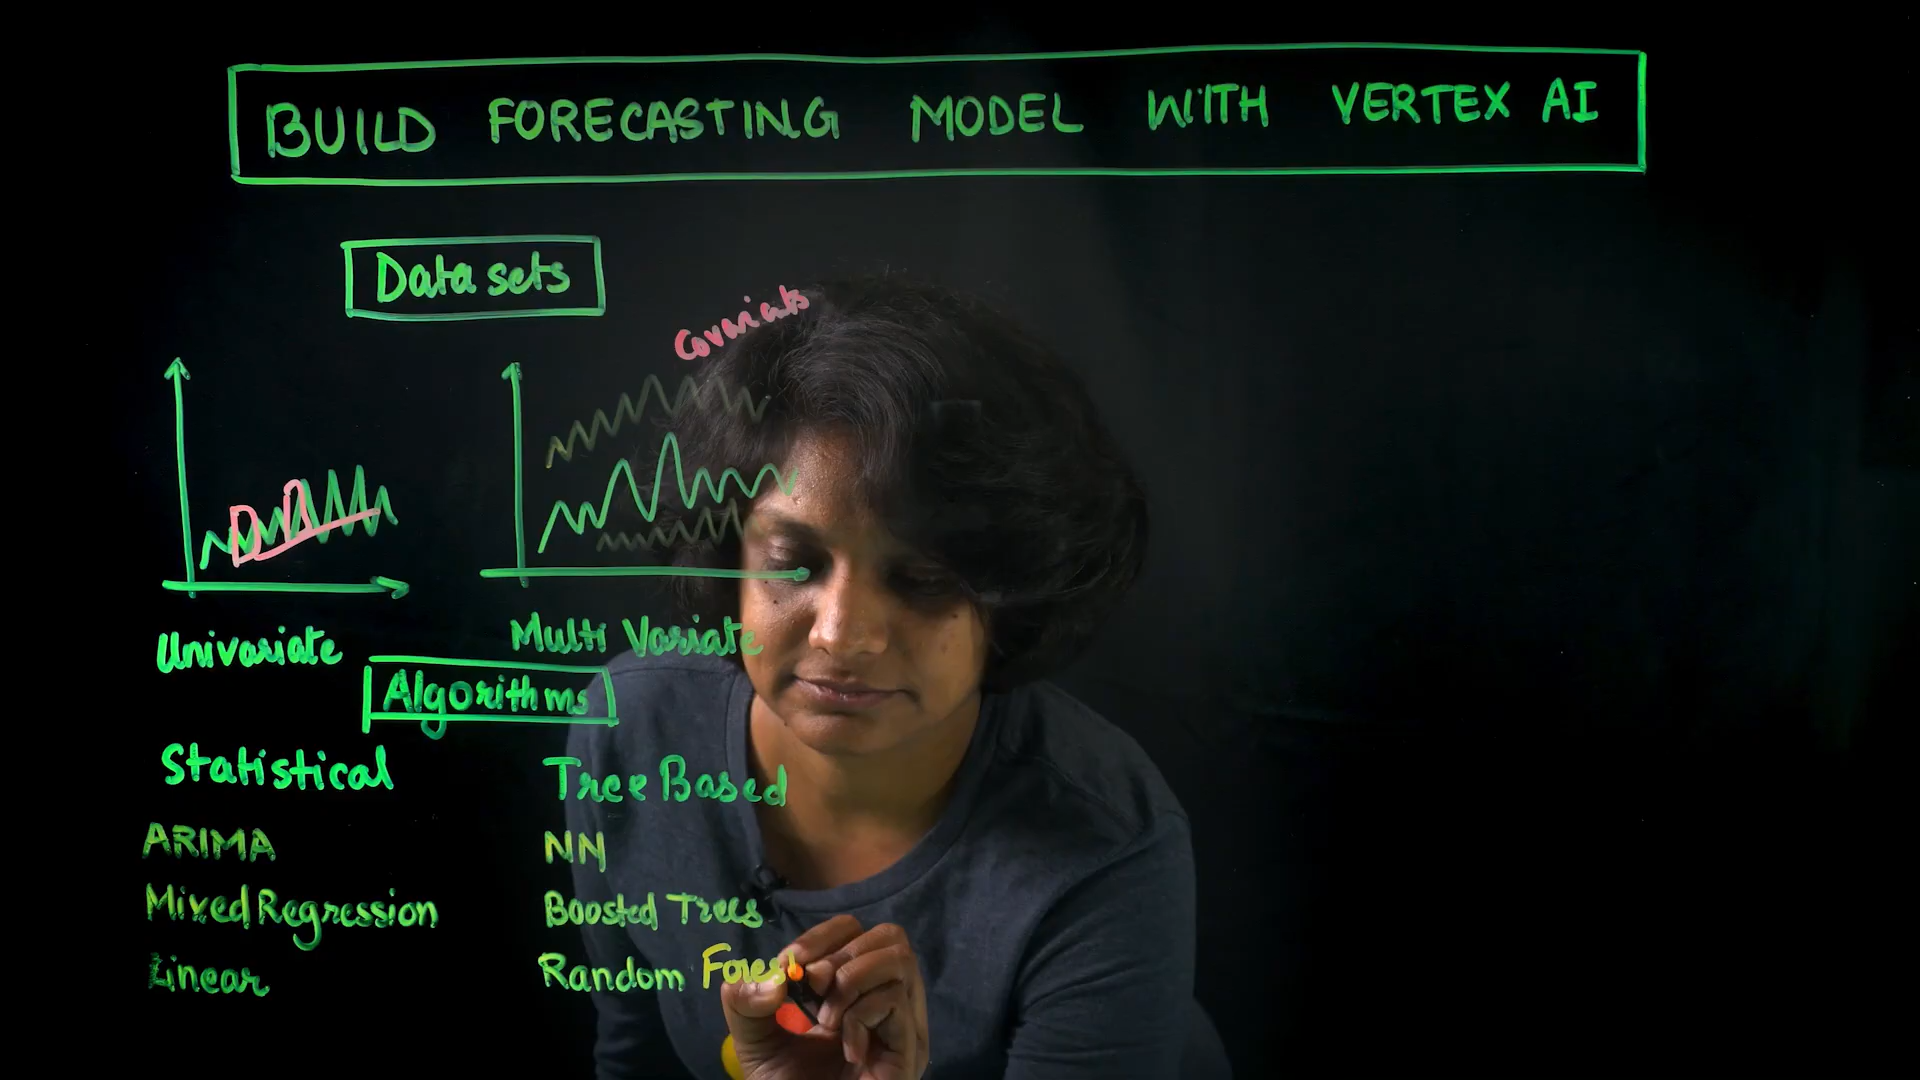 BUILD FORECASTING MODEL WITH VERTEX AI
Data sets
Covariats
Univariate
Multi Variate
Algorithms
Statistical
Tree Based
ARIMA
NN
Mixed Regression
Boosted Trees
Linear
Random Forest